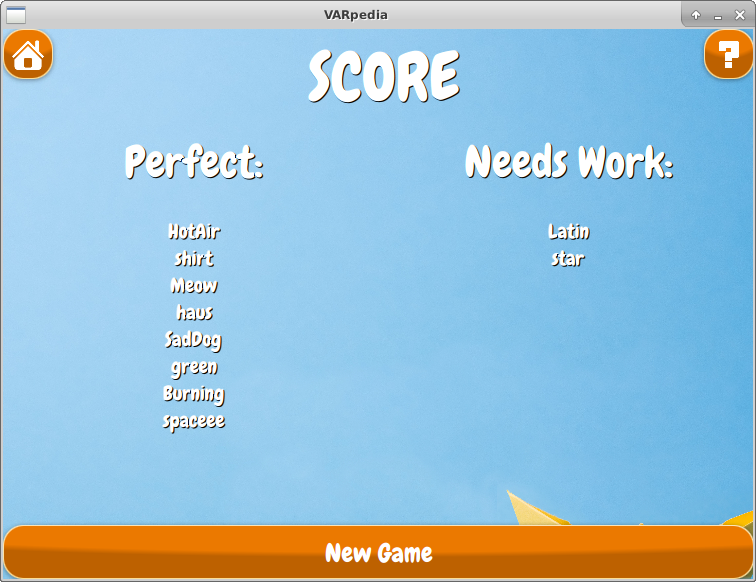 VARpedia
?
SCORE
Perfect:
HotAir
shirt
Meow
haus
SadDog
green
Burning
spaceee
Needs Work:
Latin
star
New Game